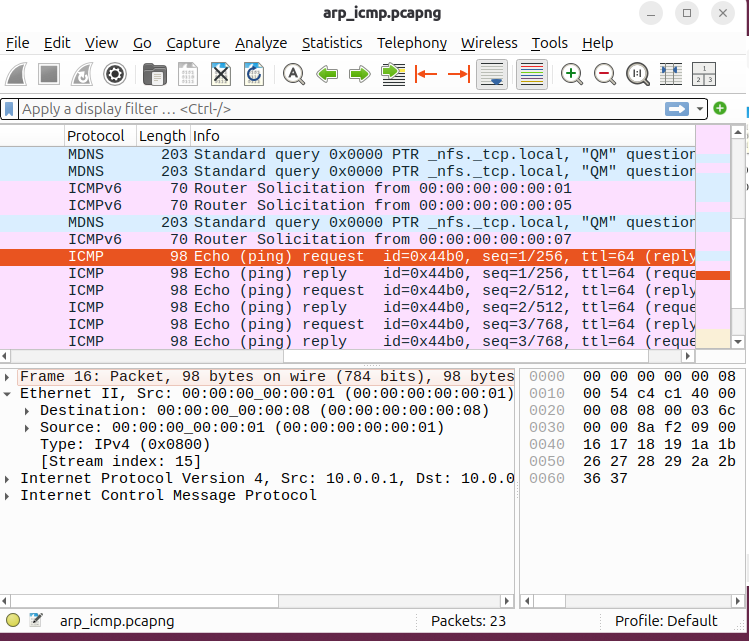 arp_icmp.pcapng
File Edit View Go Capture Analyze Statistics Telephony Wireless Tools Help
Apply a display filter … <Ctrl-/>
Protocol Length Info
MDNS 203 Standard query 0x0000 PTR _nfs._tcp.local, "QM" question
MDNS 203 Standard query 0x0000 PTR _nfs._tcp.local, "QM" question
ICMPv6 70 Router Solicitation from 00:00:00:00:00:01
ICMPv6 70 Router Solicitation from 00:00:00:00:00:05
MDNS 203 Standard query 0x0000 PTR _nfs._tcp.local, "QM" question
ICMPv6 70 Router Solicitation from 00:00:00:00:00:07
ICMP 98 Echo (ping) request id=0x44b0, seq=1/256, ttl=64 (reply
ICMP 98 Echo (ping) reply id=0x44b0, seq=1/256, ttl=64 (reque
ICMP 98 Echo (ping) request id=0x44b0, seq=2/512, ttl=64 (reply
ICMP 98 Echo (ping) reply id=0x44b0, seq=2/512, ttl=64 (reque
ICMP 98 Echo (ping) request id=0x44b0, seq=3/768, ttl=64 (reply
ICMP 98 Echo (ping) reply id=0x44b0, seq=3/768, ttl=64 (reque
Frame 16: Packet, 98 bytes on wire (784 bits), 98 bytes
Ethernet II, Src: 00:00:00_00:00:01 (00:00:00:00:00:01)
Destination: 00:00:00_00:00:08 (00:00:00:00:00:08)
Source: 00:00:00_00:00:01 (00:00:00:00:00:01)
Type: IPv4 (0x0800)
[Stream index: 15]
Internet Protocol Version 4, Src: 10.0.0.1, Dst: 10.0.0
Internet Control Message Protocol
0000 00 00 00 00 00 08
0010 00 54 c4 c1 40 00
0020 00 08 08 00 03 6c
0030 00 00 8a f2 09 00
0040 16 17 18 19 1a 1b
0050 26 27 28 29 2a 2b
0060 36 37
arp_icmp.pcapng Packets: 23 Profile: Default